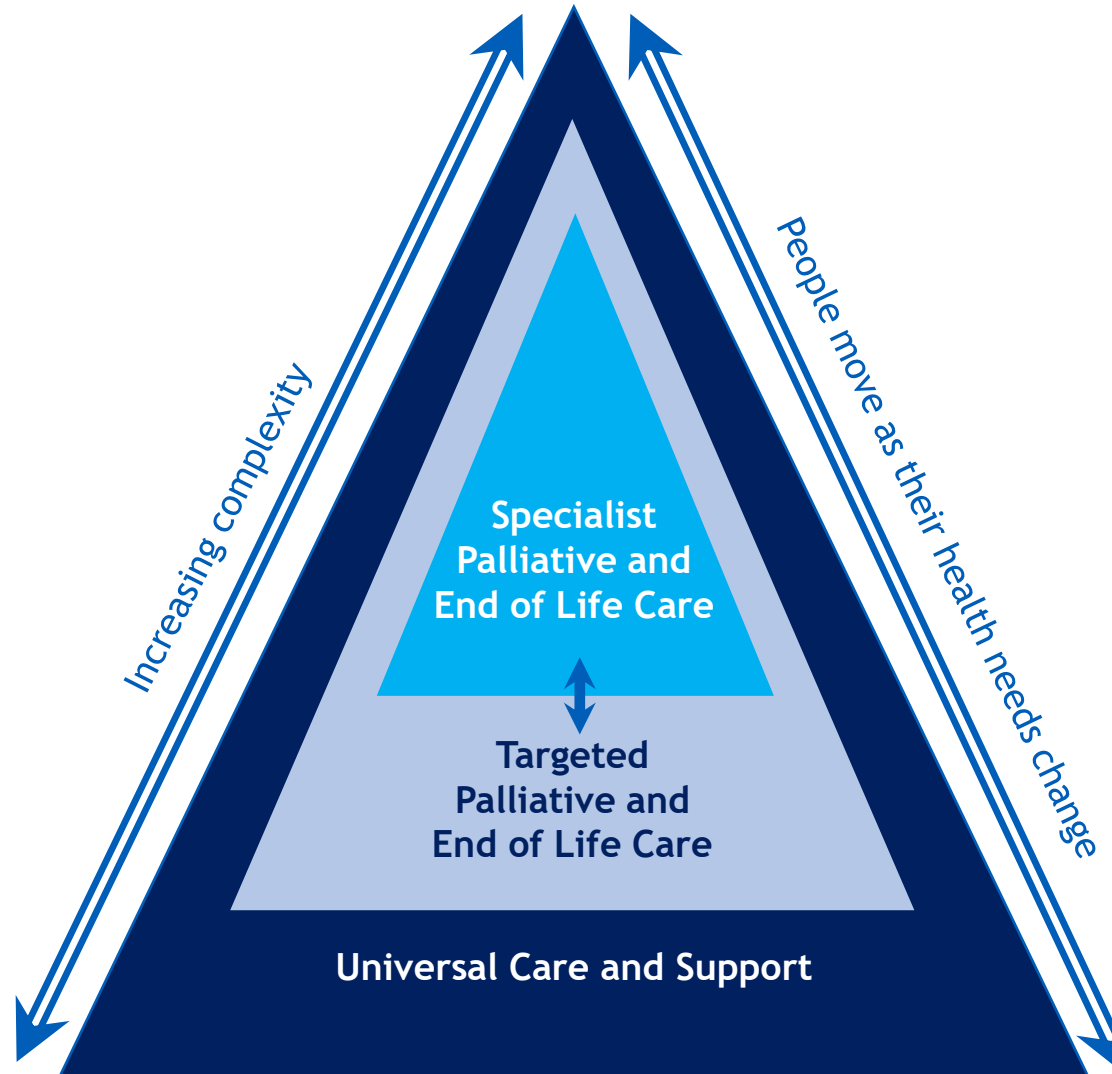 Increasing complexity
People move as their health needs change
Specialist
Palliative and
End of Life Care
Targeted
Palliative and
End of Life Care
Universal Care and Support